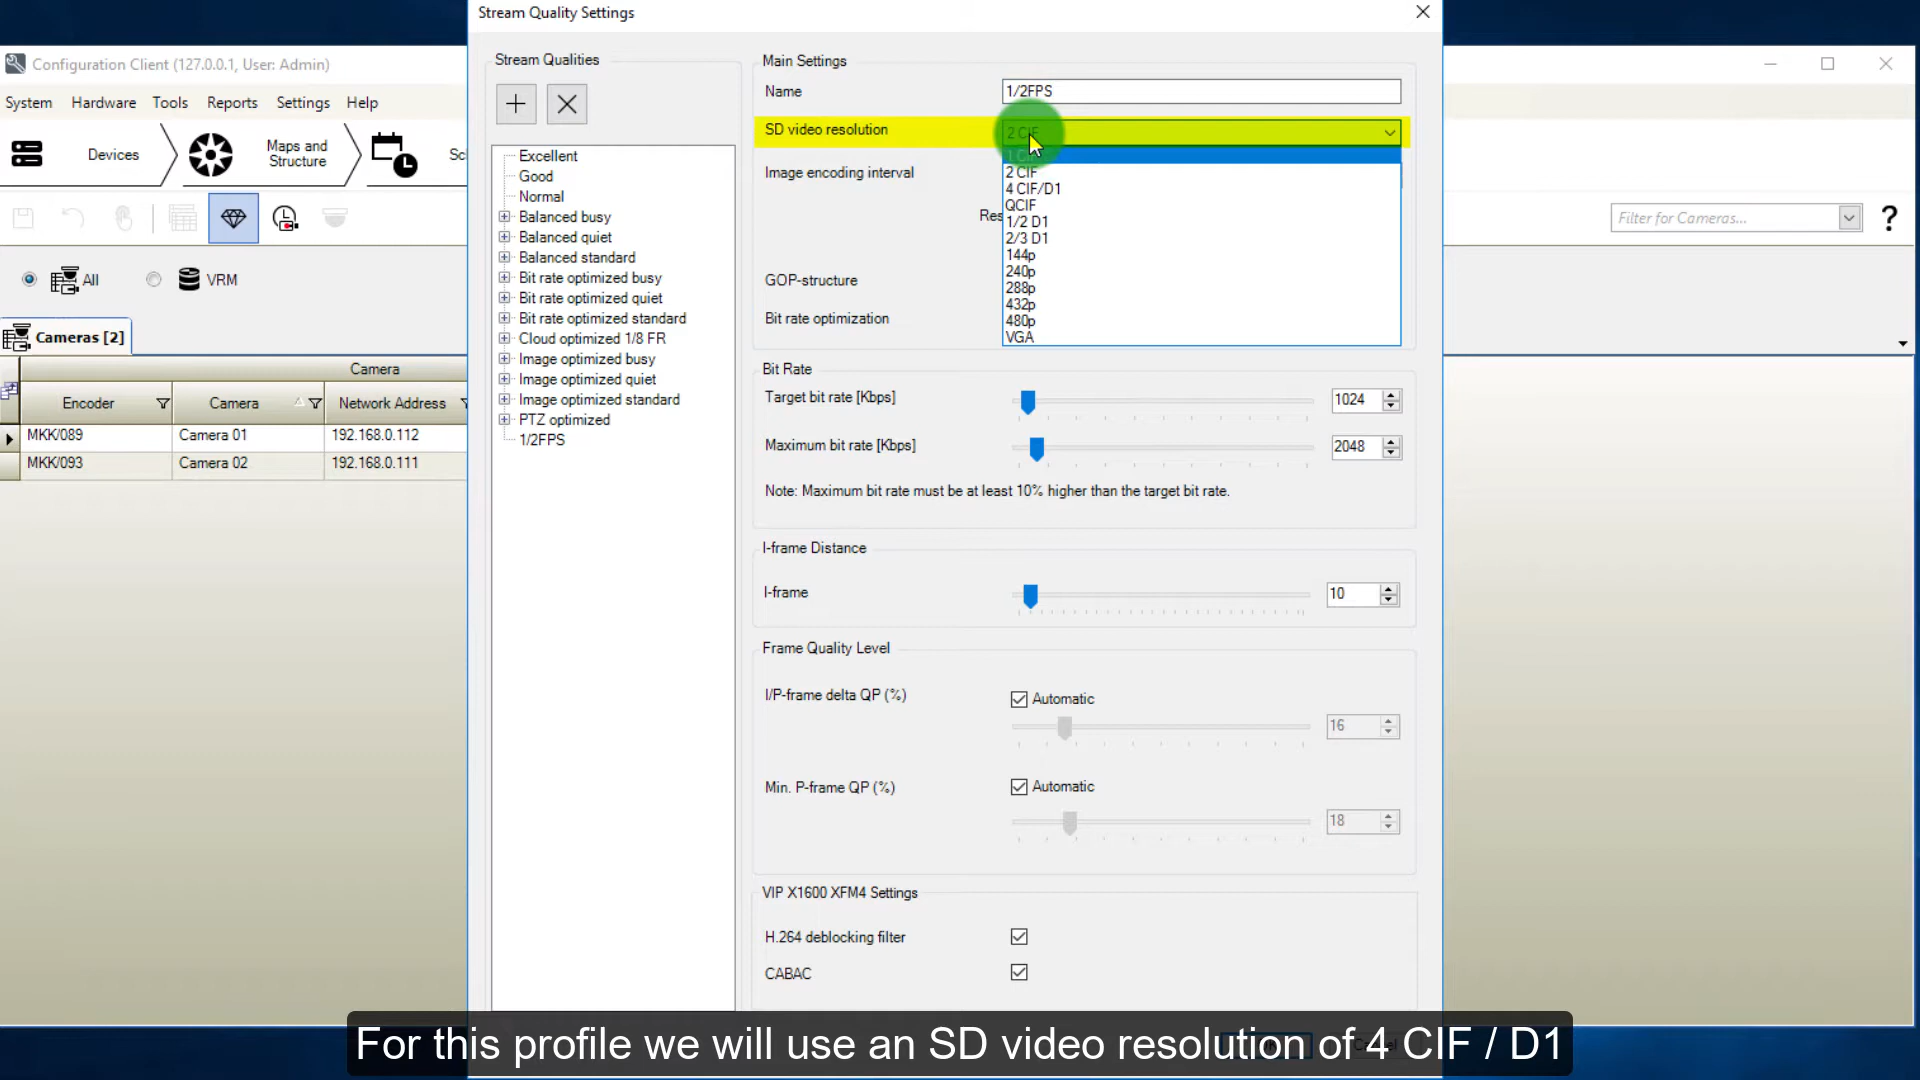 Stream Quality Settings
Configuration Client (127.0.0.1, User: Admin)
System Hardware Tools Reports Settings Help
Devices
Maps and
Structure
Filter for Cameras...
?
All VRM
Cameras [2]
Camera
Encoder Camera Network Address
MKK/089 Camera 01 192.168.0.112
MKK/093 Camera 02 192.168.0.111
Stream Qualities
Excellent
Good
Normal
Balanced busy
Balanced quiet
Balanced standard
Bit rate optimized busy
Bit rate optimized quiet
Bit rate optimized standard
Cloud optimized 1/8 FR
Image optimized busy
Image optimized quiet
Image optimized standard
PTZ optimized
1/2FPS
Main Settings
Name 1/2FPS
SD video resolution 2 CIF
1 CIF
2 CIF
4 CIF/D1
QCIF
1/2 D1
2/3 D1
144p
240p
288p
432p
480p
VGA
Image encoding interval
GOP-structure
Bit rate optimization
Bit Rate
Target bit rate [Kbps] 1024
Maximum bit rate [Kbps] 2048
Note: Maximum bit rate must be at least 10% higher than the target bit rate.
I-frame Distance
I-frame 10
Frame Quality Level
I/P-frame delta QP (%) Automatic
16
Min. P-frame QP (%) Automatic
18
VIP X1600 XFM4 Settings
H.264 deblocking filter
CABAC
For this profile we will use an SD video resolution of 4 CIF / D1